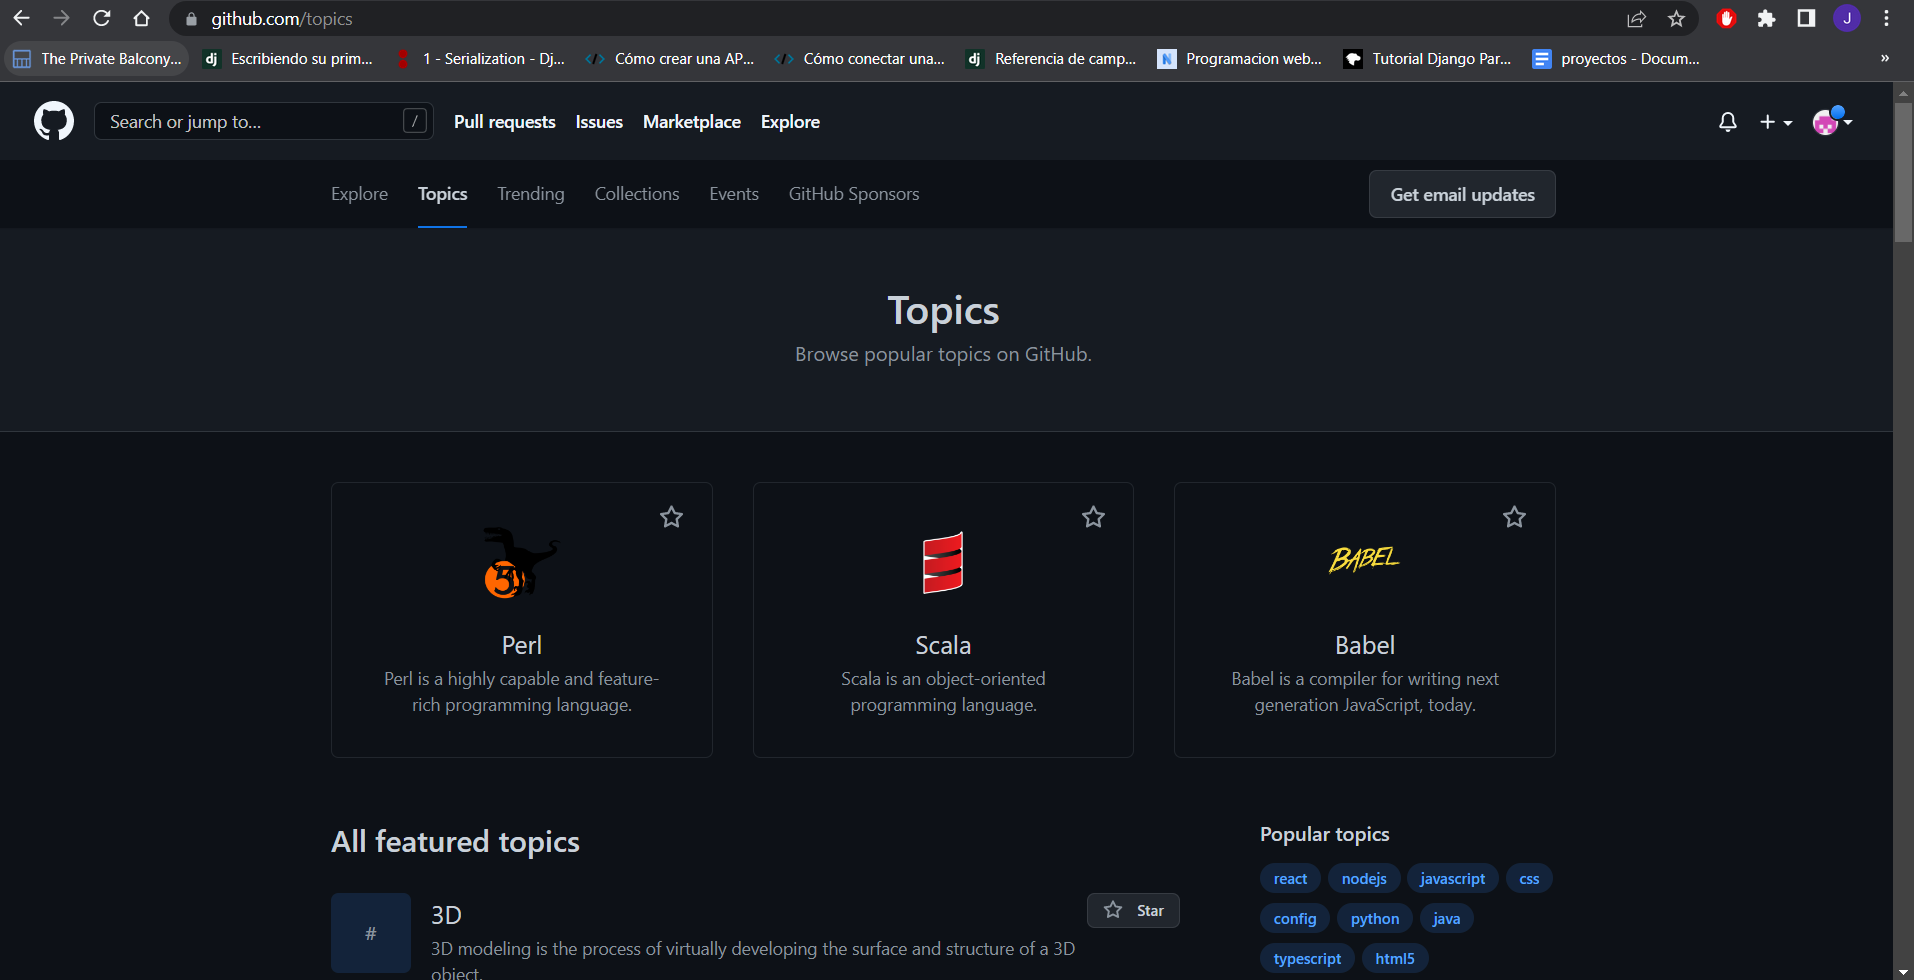 github.com/topics
J
The Private Balcony... Escribiendo su prim... 1 - Serialization - Dj... Cómo crear una AP... Cómo conectar una... Referencia de camp... Programacion web... Tutorial Django Par... proyectos - Docum... »
Search or jump to... / Pull requests Issues Marketplace Explore
Explore Topics Trending Collections Events GitHub Sponsors Get email updates
Topics
Browse popular topics on GitHub.
Perl
Perl is a highly capable and feature-
rich programming language.
Scala
Scala is an object-oriented
programming language.
BABEL
Babel
Babel is a compiler for writing next
generation JavaScript, today.
All featured topics
#
3D
Star
3D modeling is the process of virtually developing the surface and structure of a 3D
object.
Popular topics
react nodejs javascript css
config python java
typescript html5